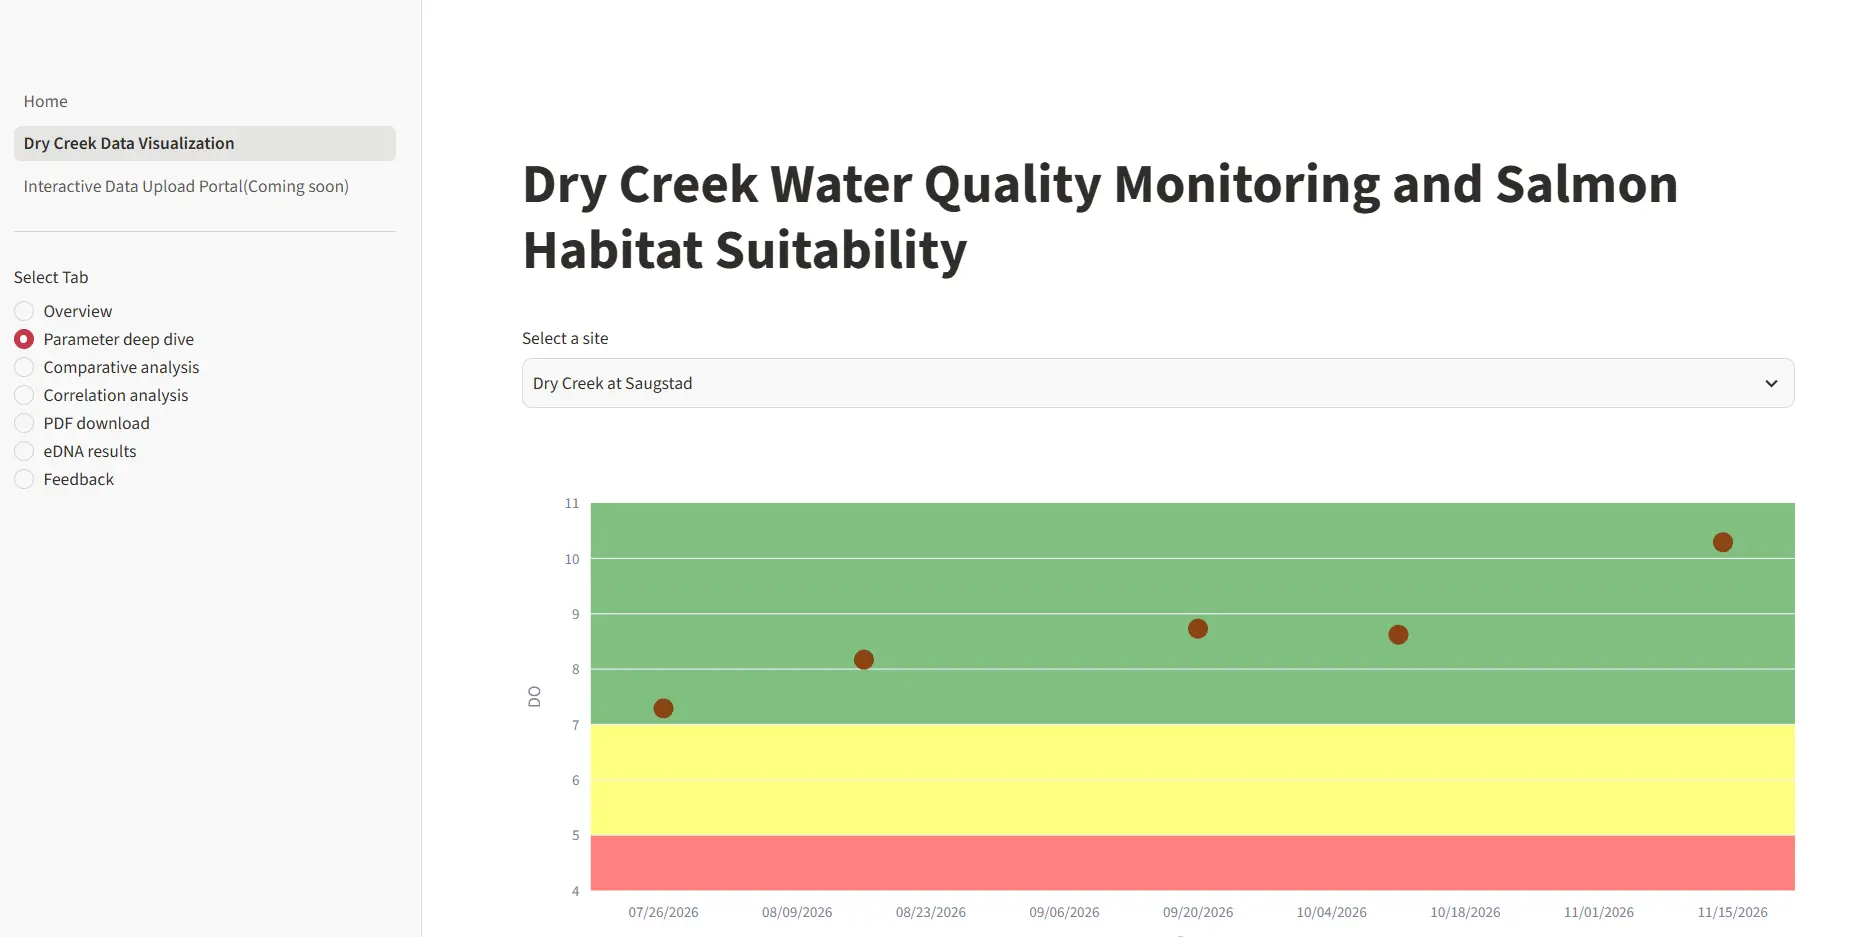 Home
Dry Creek Data Visualization
Interactive Data Upload Portal(Coming soon)
Select Tab
Overview
Parameter deep dive
Comparative analysis
Correlation analysis
PDF download
eDNA results
Feedback
Dry Creek Water Quality Monitoring and Salmon
Habitat Suitability
Select a site
Dry Creek at Saugstad
11
10
9
8
7
6
5
4
DO
07/26/2026 08/09/2026 08/23/2026 09/06/2026 09/20/2026 10/04/2026 10/18/2026 11/01/2026 11/15/2026